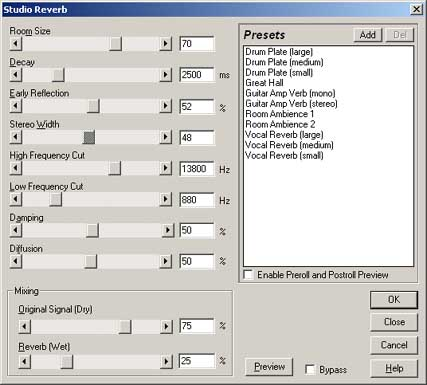 Studio Reverb
Room Size
70
Decay
2500 ms
Early Reflection
52 %
Stereo Width
48
High Frequency Cut
13800 Hz
Low Frequency Cut
880 Hz
Damping
50 %
Diffusion
50 %
Mixing
Original Signal (Dry)
75 %
Reverb (Wet)
25 %
Presets Add Del
Drum Plate (large)
Drum Plate (medium)
Drum Plate (small)
Great Hall
Guitar Amp Verb (mono)
Guitar Amp Verb (stereo)
Room Ambience 1
Room Ambience 2
Vocal Reverb (large)
Vocal Reverb (medium)
Vocal Reverb (small)
Enable Preroll and Postroll Preview
OK
Close
Cancel
Preview Bypass Help